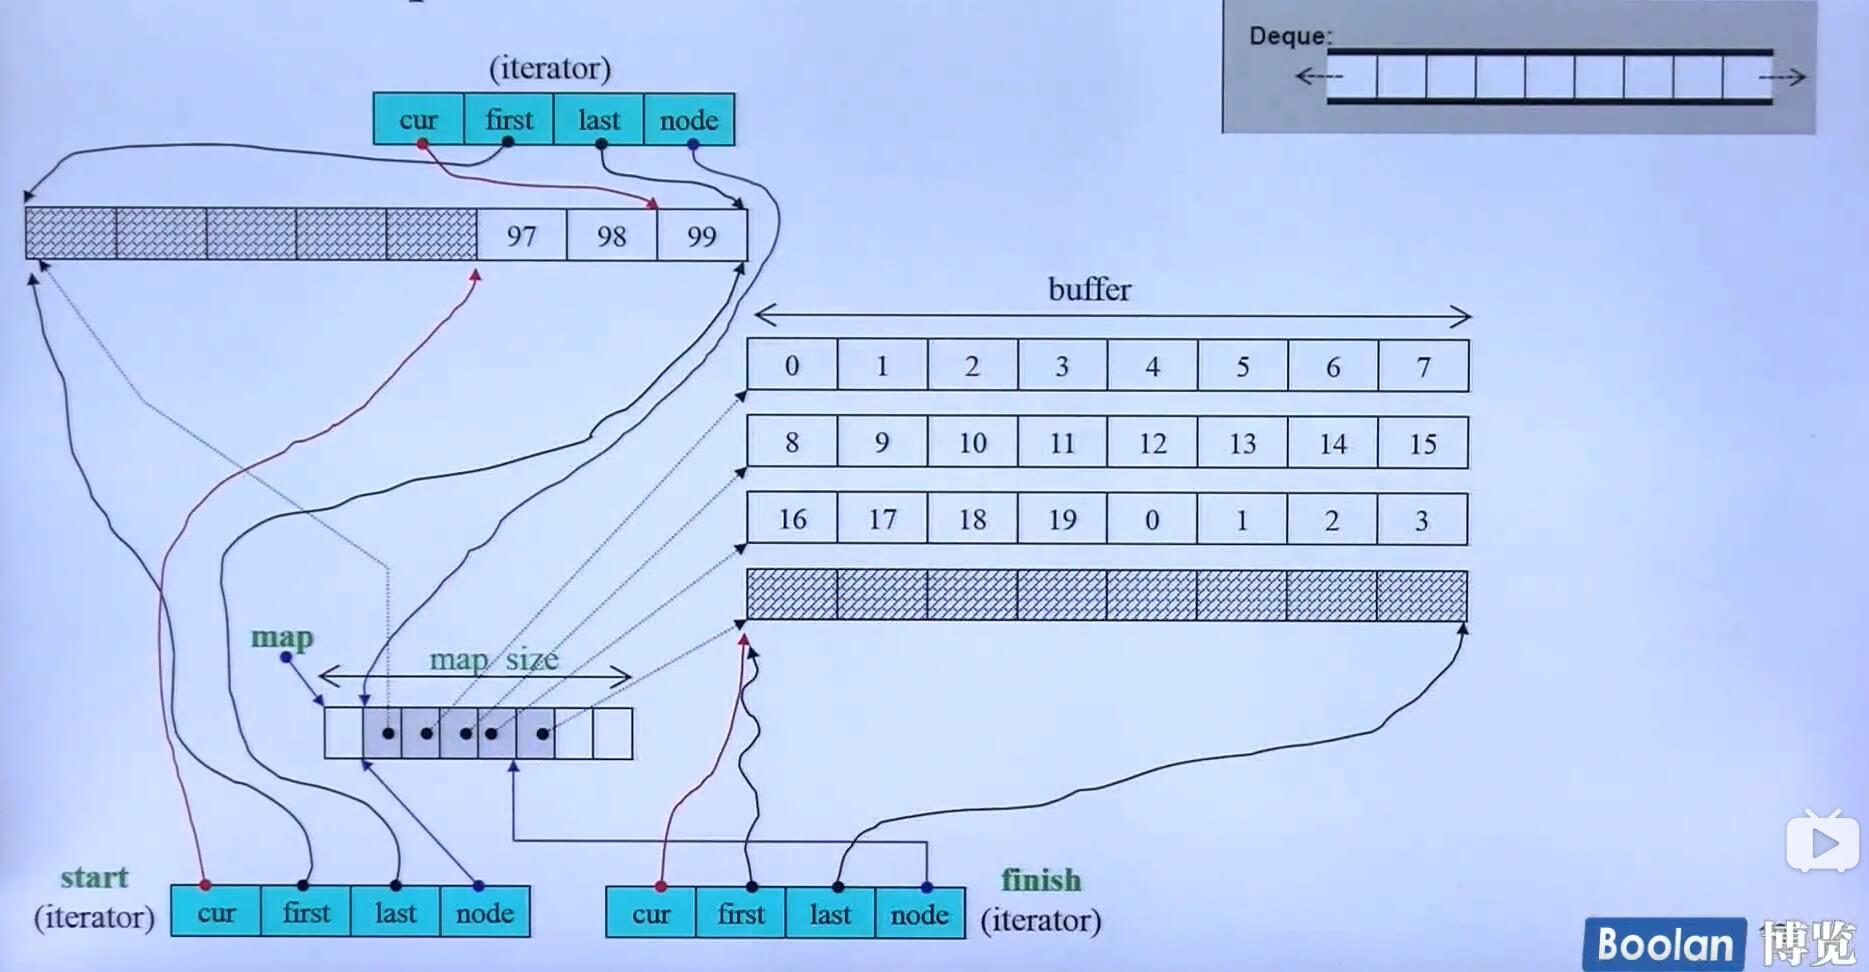 Deque:
(iterator)
cur first last node
97 98 99
buffer
0 1 2 3 4 5 6 7
8 9 10 11 12 13 14 15
16 17 18 19 0 1 2 3
map
map size
start
(iterator)
cur first last node
cur first last node
finish
(iterator)
Boolan 博览